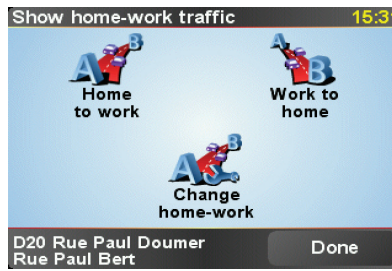 Show home-work traffic 15:3
A B
A B
Home
to work
Work to
home
A B
Change
home-work
D20 Rue Paul Doumer
Rue Paul Bert
Done